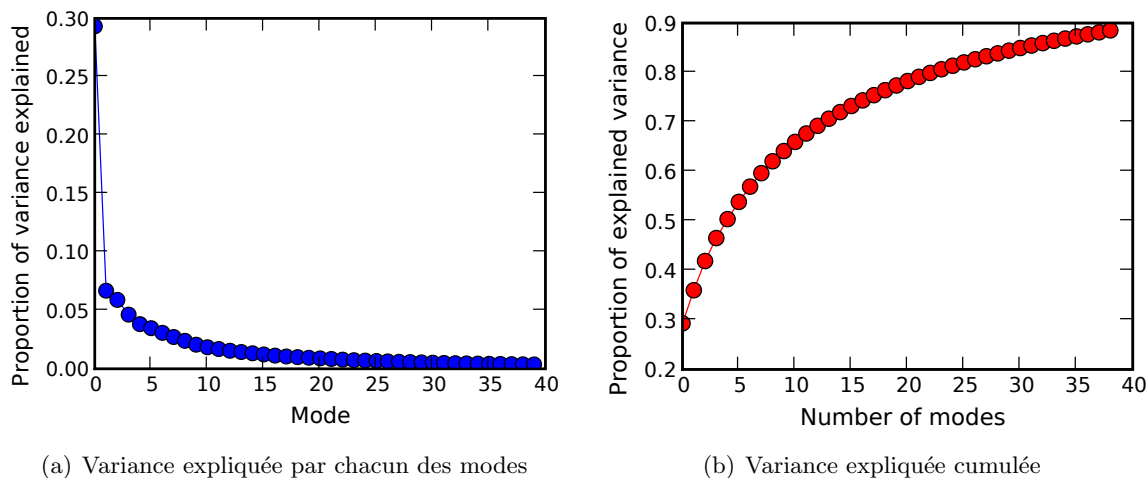 Proportion of variance explained
0.30
0.25
0.20
0.15
0.10
0.05
0.00
0 5 10 15 20 25 30 35 40
Mode
(a) Variance expliquée par chacun des modes
Proportion of explained variance
0.9
0.8
0.7
0.6
0.5
0.4
0.3
0.2
0 5 10 15 20 25 30 35 40
Number of modes
(b) Variance expliquée cumulée